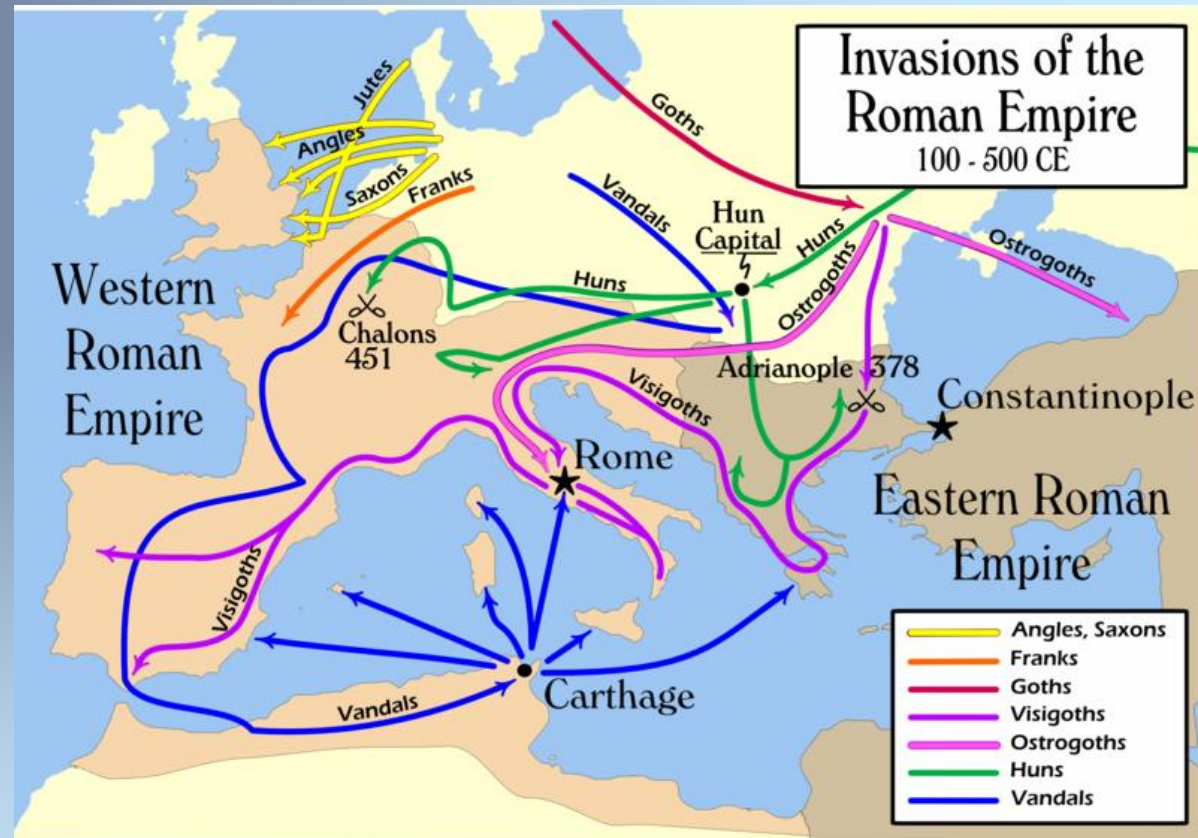 Invasions of the
Roman Empire
100 - 500 CE
Jutes
Angles
Saxons
Franks
Goths
Vandals
Hun
Capital
Huns
Ostrogoths
Ostrogoths
Huns
Western
Roman
Empire
Chalons
451
Adrianople 378
Visigoths
Constantinople
Rome
Eastern Roman
Empire
Visigoths
Carthage
Vandals
Angles, Saxons
Franks
Goths
Visigoths
Ostrogoths
Huns
Vandals